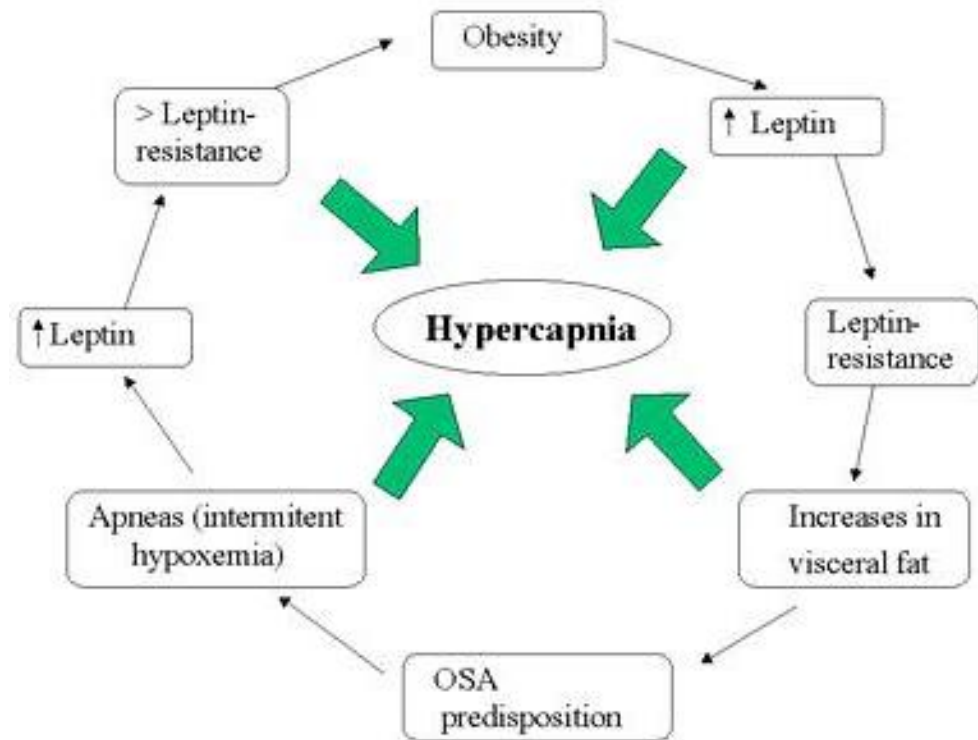 Obesity
↑ Leptin
Leptin-
resistance
Increases in
visceral fat
OSA
predisposition
Apneas (intermitent
hypoxemia)
↑Leptin
> Leptin-
resistance
Hypercapnia